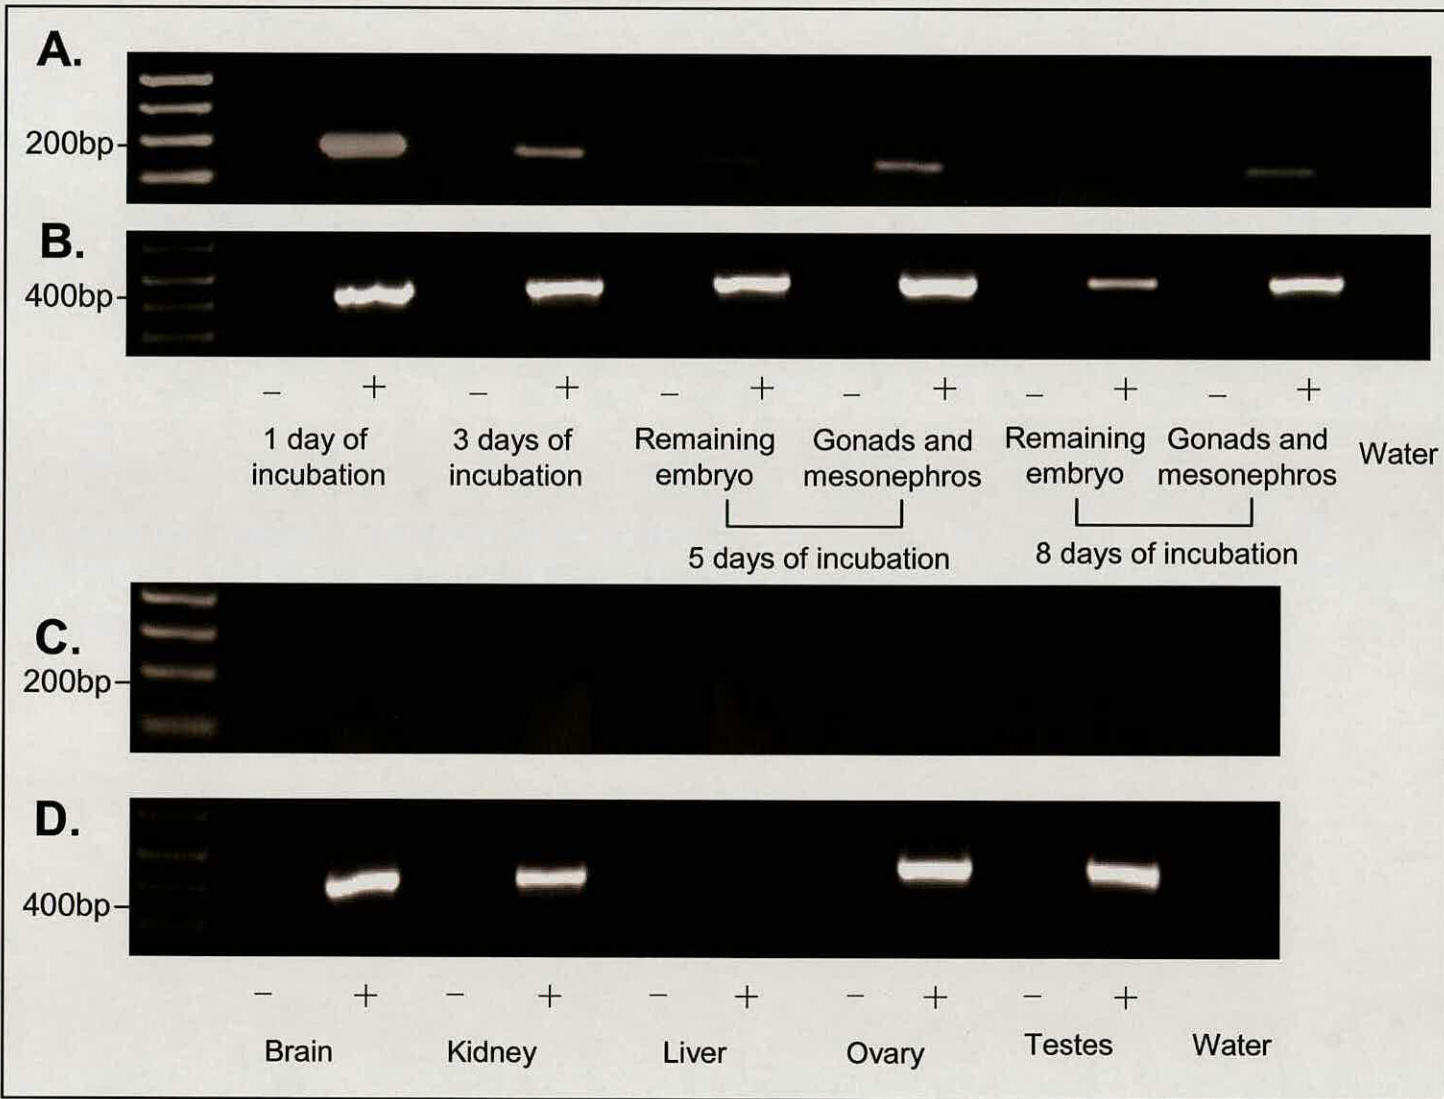 A.
200bp
B.
400bp
− + − + − + − + − + − +
1 day of incubation
3 days of incubation
Remaining embryo
Gonads and mesonephros
Remaining embryo
Gonads and mesonephros
Water
5 days of incubation
8 days of incubation
C.
200bp
D.
400bp
− + − + − + − + − +
Brain Kidney Liver Ovary Testes Water